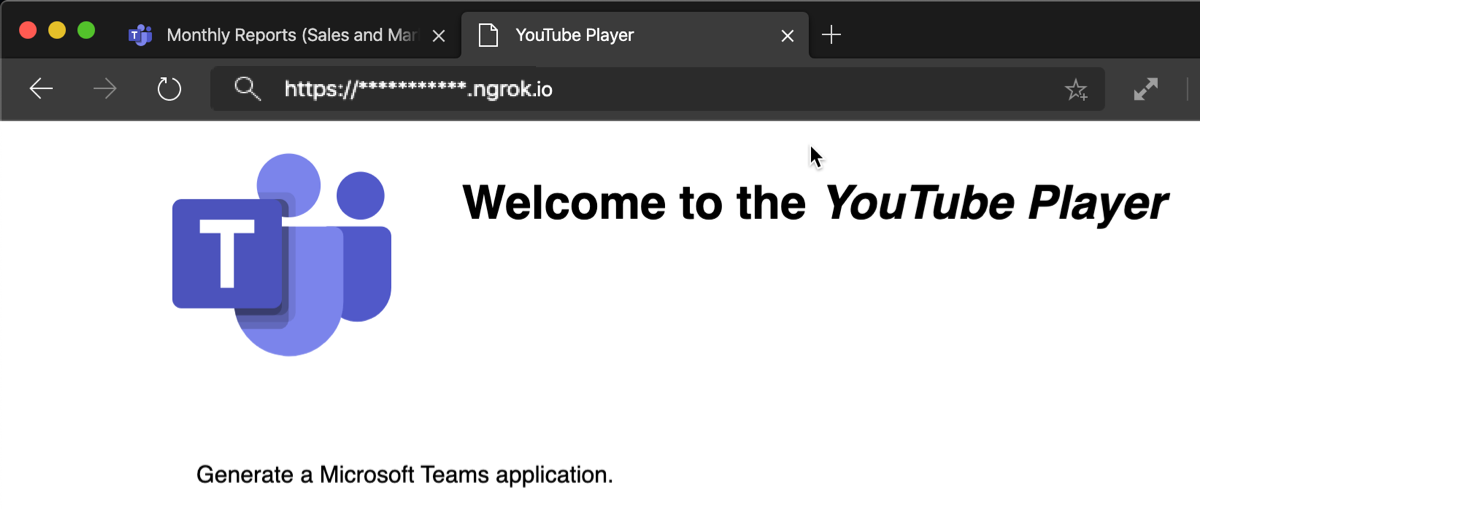 Monthly Reports (Sales and Mar
YouTube Player
https://***********.ngrok.io
T
Welcome to the YouTube Player
Generate a Microsoft Teams application.